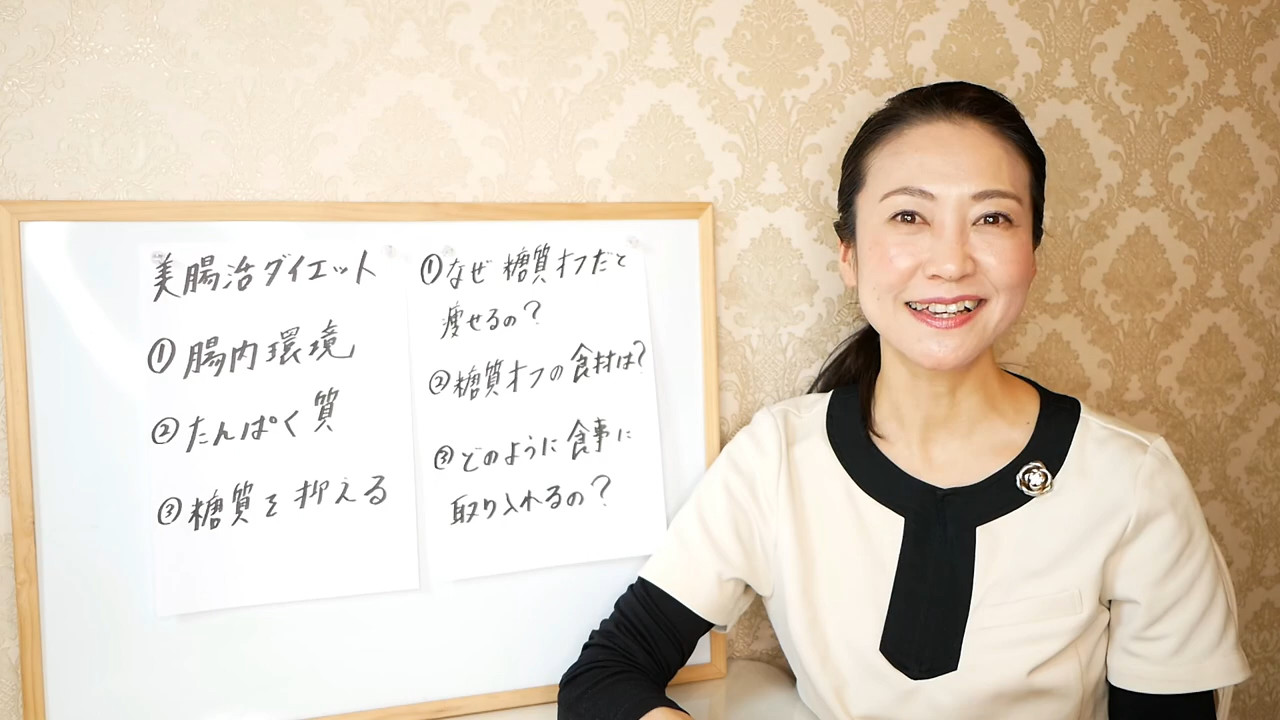 美腸治ダイエット
①腸内環境
②たんぱく質
③糖質を抑える
①なぜ糖質オフだと
痩せるの？
②糖質オフの食材は？
③どのように食事に
取り入れるの？